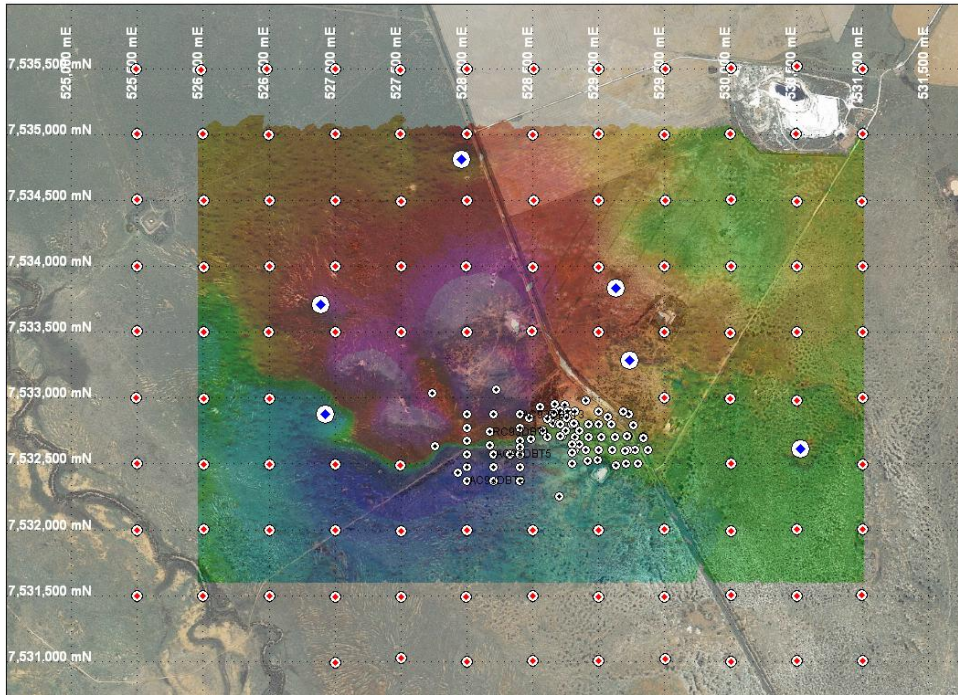 525,000 mE
525,500 mE
526,000 mE
526,500 mE
527,000 mE
527,500 mE
528,000 mE
528,500 mE
529,000 mE
529,500 mE
530,000 mE
531,000 mE
531,500 mE
7,535,500 mN
7,535,000 mN
7,534,500 mN
7,534,000 mN
7,533,500 mN
7,533,000 mN
7,532,500 mN
7,532,000 mN
7,531,500 mN
7,531,000 mN